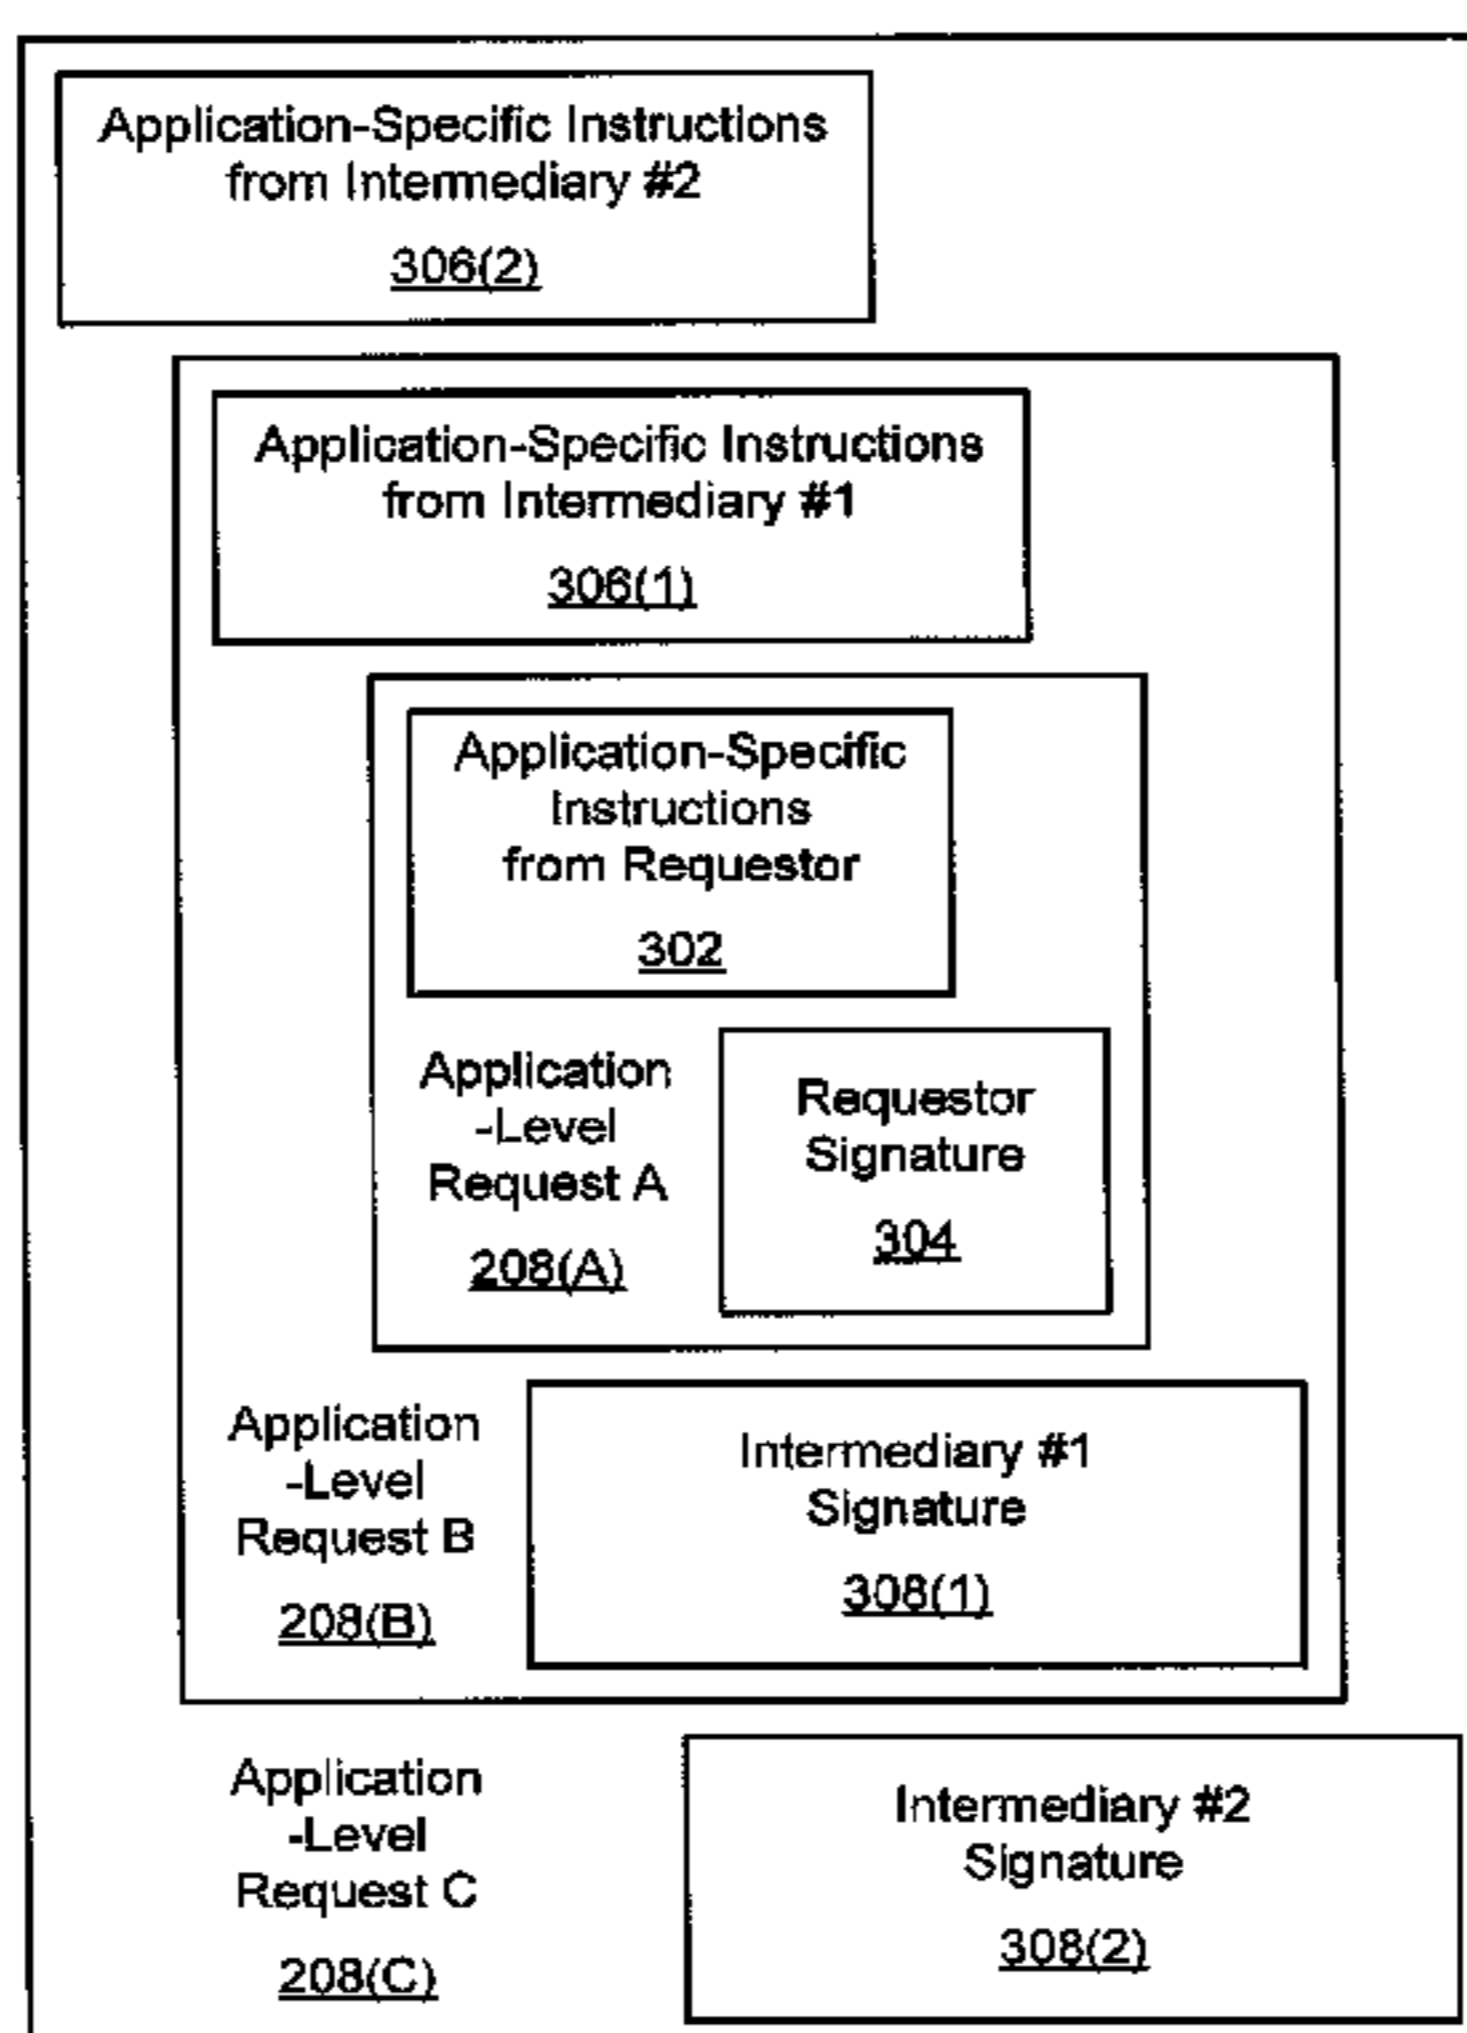 Application-Specific Instructions
from Intermediary #2
306(2)
Application-Specific Instructions
from Intermediary #1
306(1)
Application-Specific
Instructions
from Requestor
302
Application
-Level
Request A
208(A)
Requestor
Signature
304
Application
-Level
Request B
208(B)
Intermediary #1
Signature
308(1)
Application
-Level
Request C
208(C)
Intermediary #2
Signature
308(2)